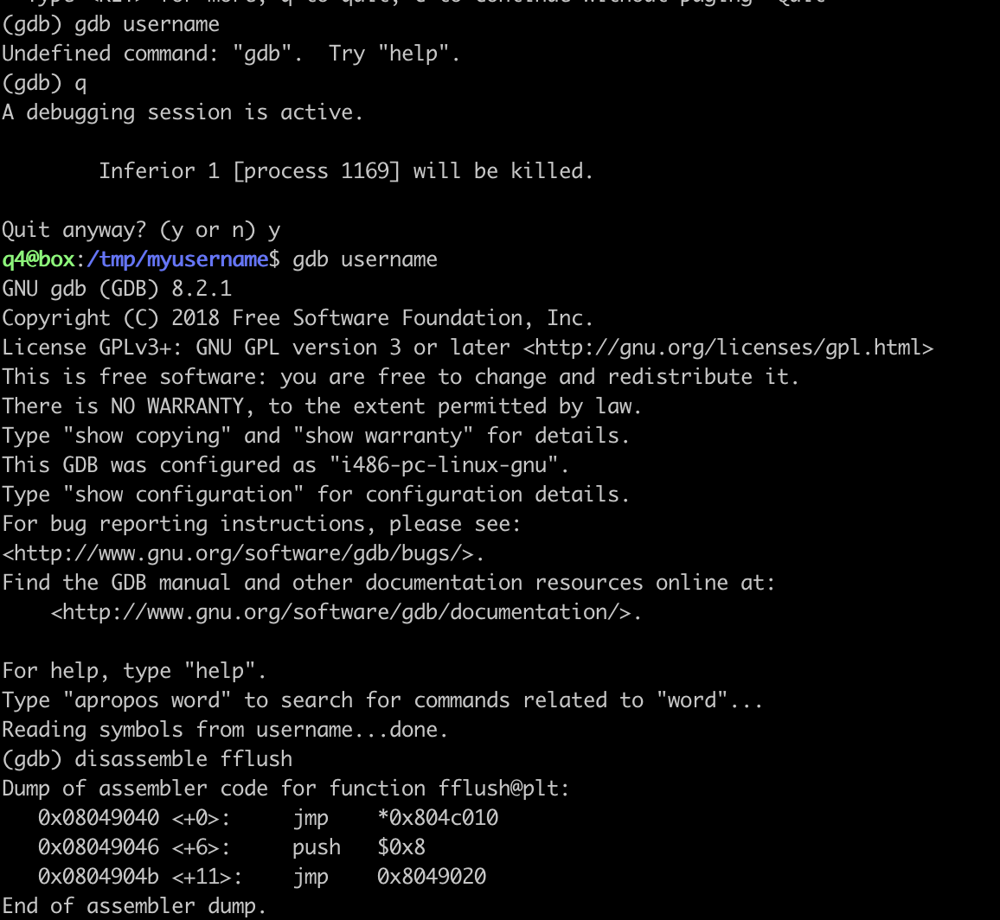 Type <RET> for more, q to quit, c to continue without paging--Quit
(gdb) gdb username
Undefined command: "gdb".  Try "help".
(gdb) q
A debugging session is active.
        Inferior 1 [process 1169] will be killed.
Quit anyway? (y or n) y
q4@box:/tmp/myusername$ gdb username
GNU gdb (GDB) 8.2.1
Copyright (C) 2018 Free Software Foundation, Inc.
License GPLv3+: GNU GPL version 3 or later <http://gnu.org/licenses/gpl.html>
This is free software: you are free to change and redistribute it.
There is NO WARRANTY, to the extent permitted by law.
Type "show copying" and "show warranty" for details.
This GDB was configured as "i486-pc-linux-gnu".
Type "show configuration" for configuration details.
For bug reporting instructions, please see:
<http://www.gnu.org/software/gdb/bugs/>.
Find the GDB manual and other documentation resources online at:
    <http://www.gnu.org/software/gdb/documentation/>.
For help, type "help".
Type "apropos word" to search for commands related to "word"...
Reading symbols from username...done.
(gdb) disassemble fflush
Dump of assembler code for function fflush@plt:
   0x08049040 <+0>:     jmp    *0x804c010
   0x08049046 <+6>:     push   $0x8
   0x0804904b <+11>:    jmp    0x8049020
End of assembler dump.